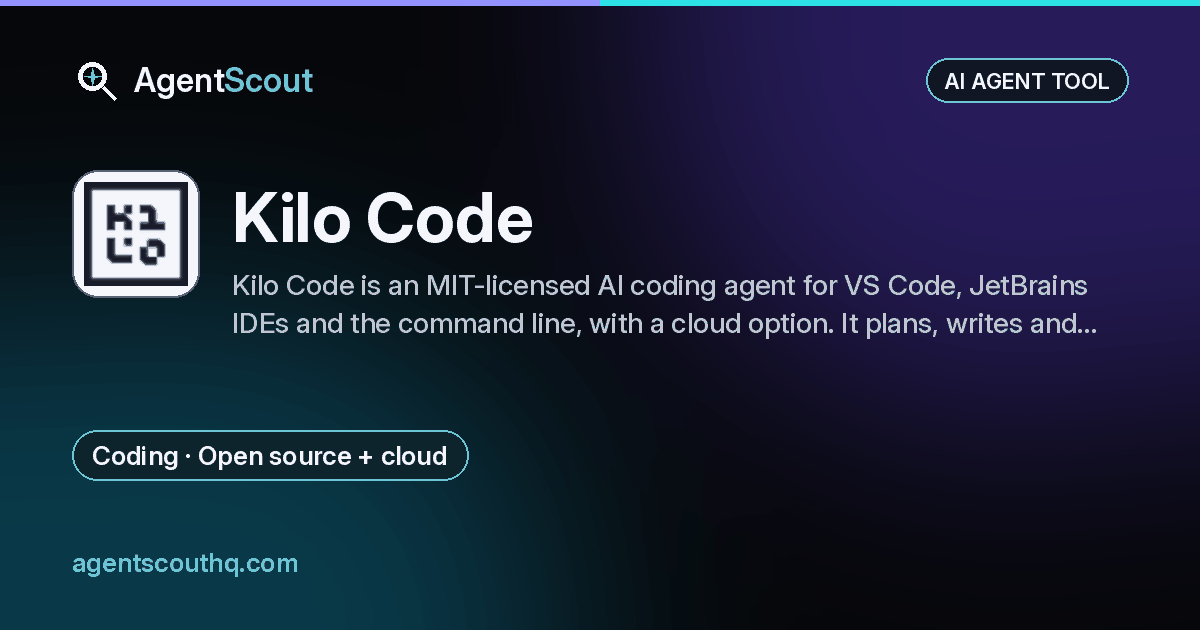 AgentScout
AI AGENT TOOL
KILO
Kilo Code
Kilo Code is an MIT-licensed AI coding agent for VS Code, JetBrains
IDEs and the command line, with a cloud option. It plans, writes and...
Coding · Open source + cloud
agentscouthq.com